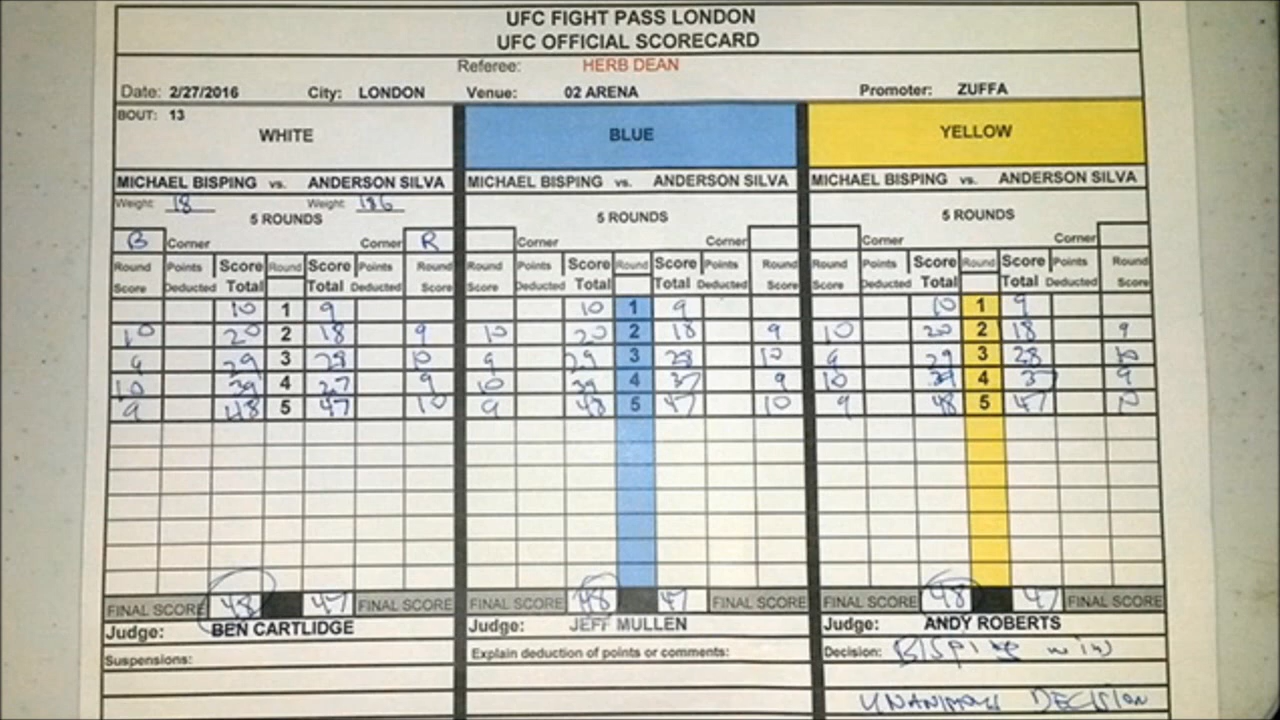 UFC FIGHT PASS LONDON
UFC OFFICIAL SCORECARD
Referee: HERB DEAN
Date: 2/27/2016 City: LONDON Venue: 02 ARENA Promoter: ZUFFA
BOUT: 13
WHITE BLUE YELLOW
MICHAEL BISPING vs. ANDERSON SILVA MICHAEL BISPING vs. ANDERSON SILVA MICHAEL BISPING vs. ANDERSON SILVA
Weight: 18 Weight: 186
5 ROUNDS 5 ROUNDS 5 ROUNDS
B Corner Corner R Corner Corner Corner Corner
Round Points Score Round Score Points Round Round Points Score Round Score Points Round Round Points Score Round Score Points Round
Score Deducted Total Total Deducted Score Score Deducted Total Total Deducted Score Score Deducted Total Total Deducted Score
10 1 9 10 1 9 10 1 9
10 20 2 18 9 10 20 2 18 9 10 20 2 18 9
9 29 3 28 10 9 29 3 28 10 9 29 3 28 10
10 39 4 27 9 10 39 4 37 9 10 39 4 37 9
9 48 5 47 10 9 48 5 47 10 9 48 5 47 10
FINAL SCORE 48 47 FINAL SCORE FINAL SCORE 48 47 FINAL SCORE FINAL SCORE 48 47 FINAL SCORE
Judge: BEN CARTLIDGE Judge: JEFF MULLEN Judge: ANDY ROBERTS
Suspensions: Explain deduction of points or comments: Decision: BISPING win
UNANIMOUS DECISION